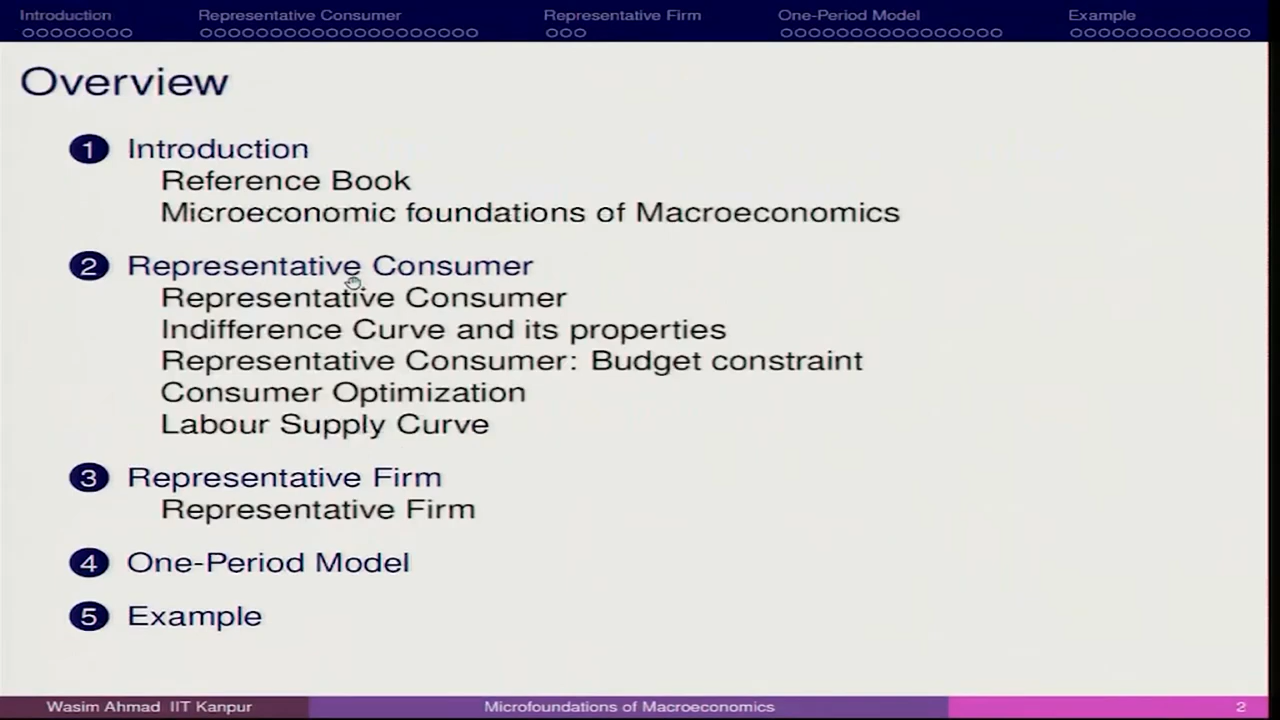 Introduction Representative Consumer Representative Firm One-Period Model Example
Overview
1 Introduction
Reference Book
Microeconomic foundations of Macroeconomics
2 Representative Consumer
Representative Consumer
Indifference Curve and its properties
Representative Consumer: Budget constraint
Consumer Optimization
Labour Supply Curve
3 Representative Firm
Representative Firm
4 One-Period Model
5 Example
Wasim Ahmad IIT Kanpur Microfoundations of Macroeconomics 2